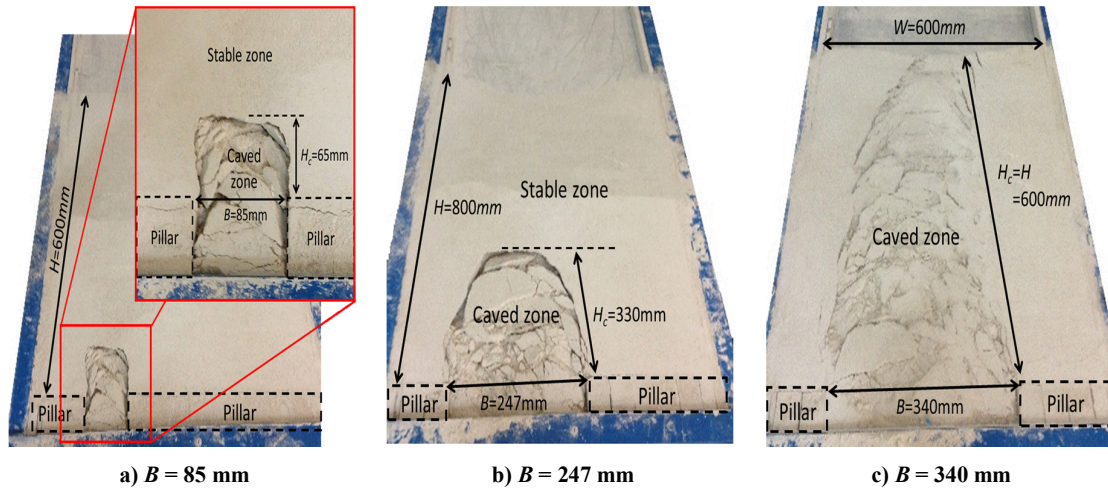 Stable zone
Caved
zone
H_c=65mm
B=85mm
Pillar
Pillar
H=600mm
Pillar
Pillar
H=800mm
Stable zone
Caved zone
H_c=330mm
Pillar
B=247mm
Pillar
W=600mm
H_c=H
=600mm
Caved zone
Pillar
B=340mm
Pillar
a) B = 85 mm
b) B = 247 mm
c) B = 340 mm